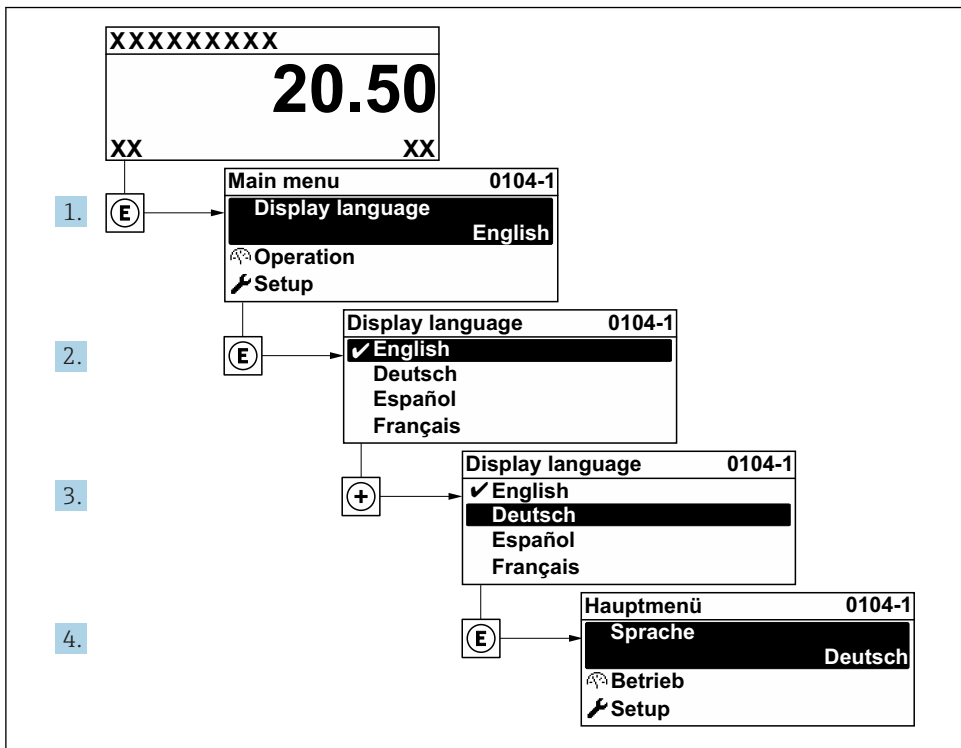 XXXXXXXXX
20.50
XX XX
Main menu 0104-1
1. E Display language
English
Operation
Setup
Display language 0104-1
2. E ✔English
Deutsch
Español
Français
Display language 0104-1
3. + ✔English
Deutsch
Español
Français
Hauptmenü 0104-1
4. E Sprache
Deutsch
Betrieb
Setup